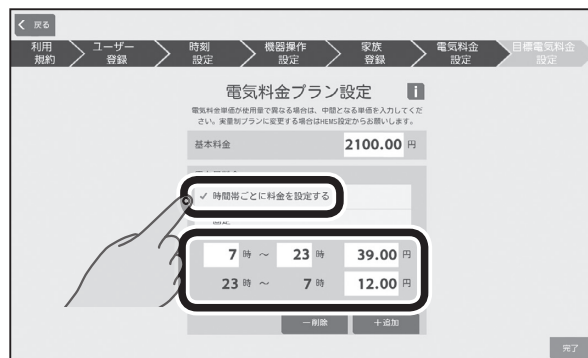 戻る
利用規約
ユーザー登録
時刻設定
機器操作設定
家族登録
電気料金設定
目標電気料金設定
電気料金プラン設定 i
電気料金単価が使用量で異なる場合は、中間となる単価を入力してくだ
さい。実量制プランに変更する場合はHEMS設定からお願いします。
基本料金 2100.00 円
✓ 時間帯ごとに料金を設定する
7 時 ～ 23 時 39.00 円
23 時 ～ 7 時 12.00 円
－削除 ＋追加
完了